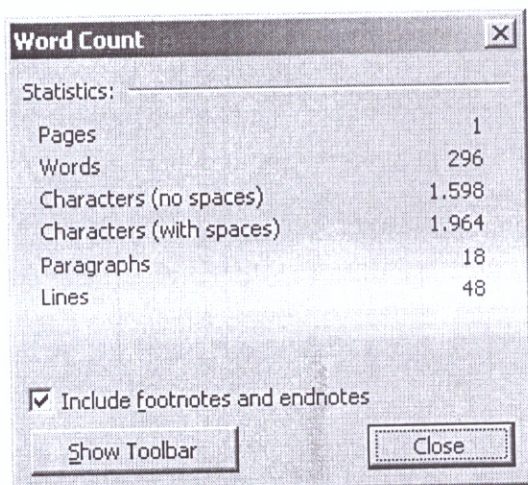 Word Count
Statistics:
Pages 1
Words 296
Characters (no spaces) 1.598
Characters (with spaces) 1.964
Paragraphs 18
Lines 48
Include footnotes and endnotes
Show Toolbar
Close